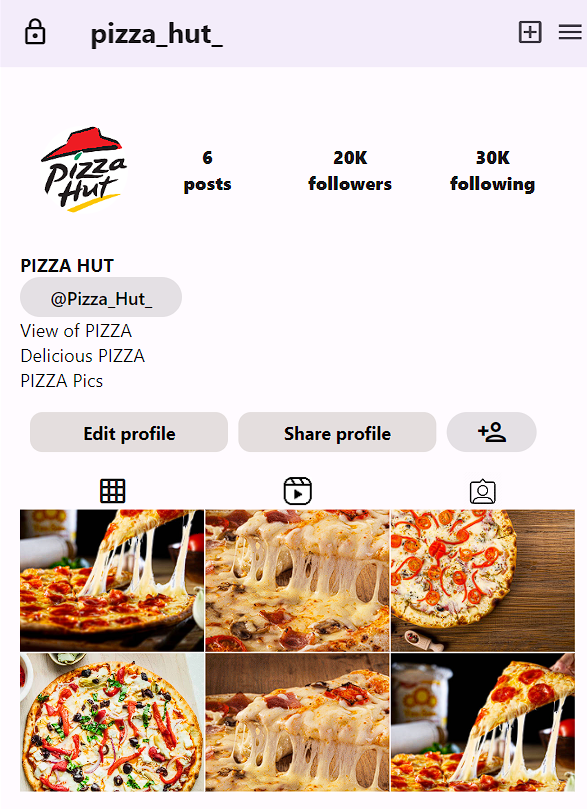 pizza_hut_
Pizza
Hut
6
posts
20K
followers
30K
following
PIZZA HUT
@Pizza_Hut_
View of PIZZA
Delicious PIZZA
PIZZA Pics
Edit profile
Share profile